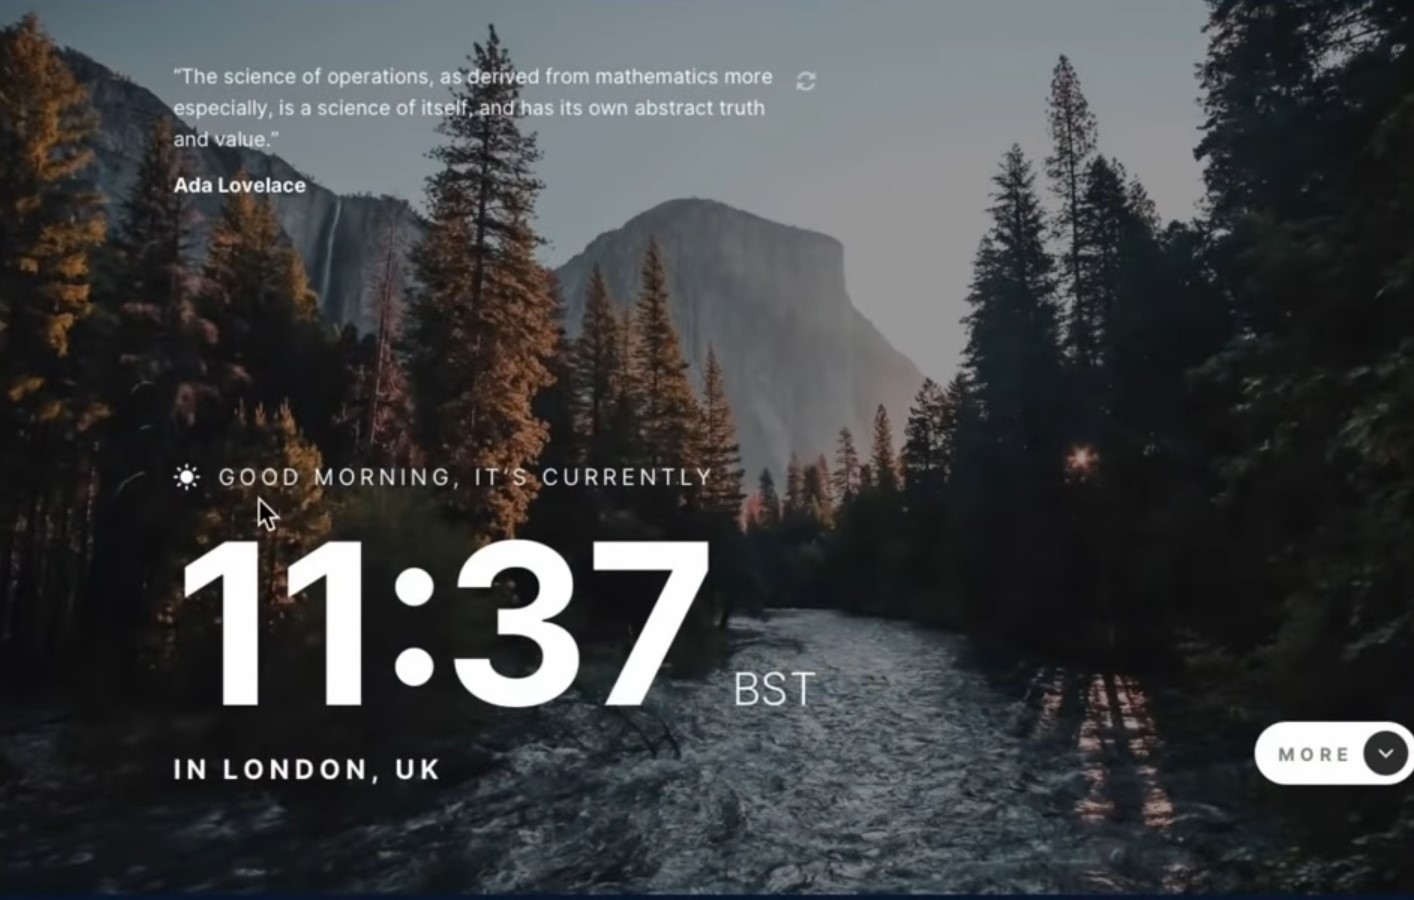 “The science of operations, as derived from mathematics more
especially, is a science of itself, and has its own abstract truth
and value.”
Ada Lovelace
GOOD MORNING, IT’S CURRENTLY
11:37 BST
IN LONDON, UK
MORE